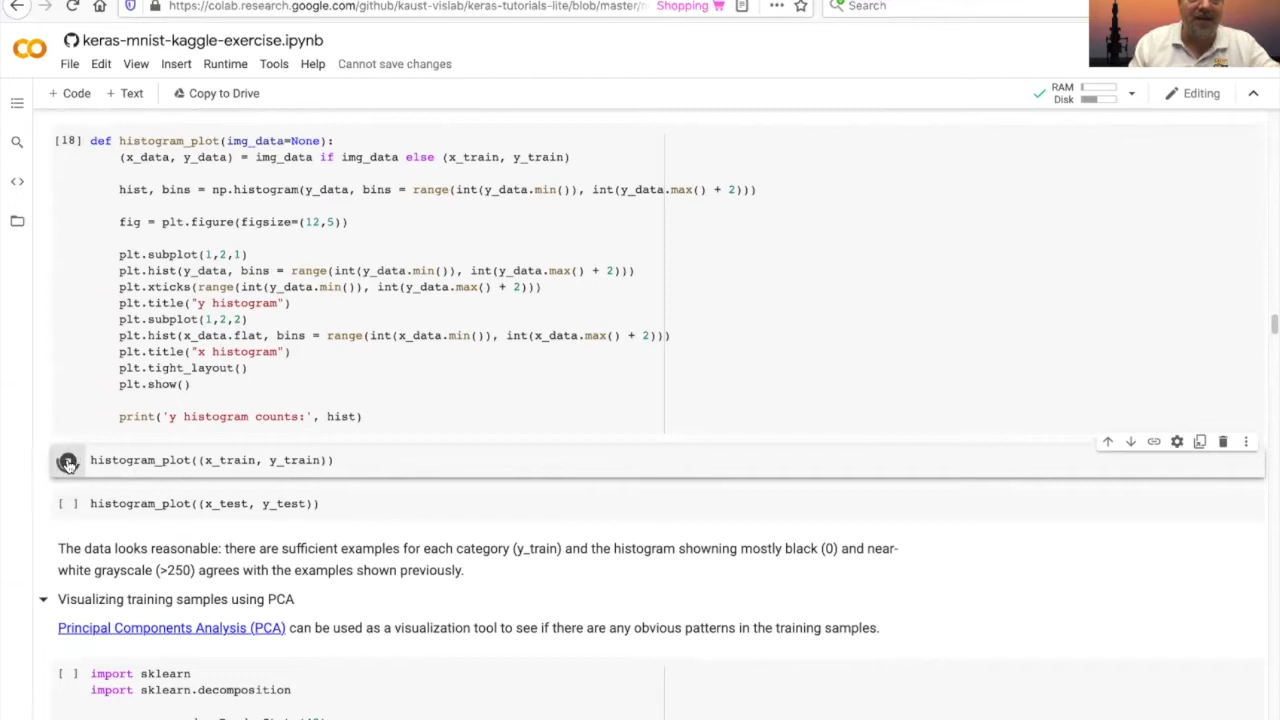 https://colab.research.google.com/github/kaust-vislab/keras-tutorials-lite/blob/master/n
Shopping
Search
keras-mnist-kaggle-exercise.ipynb
File Edit View Insert Runtime Tools Help Cannot save changes
+ Code + Text Copy to Drive
RAM
Disk
Editing
[18] def histogram_plot(img_data=None):
(x_data, y_data) = img_data if img_data else (x_train, y_train)
hist, bins = np.histogram(y_data, bins = range(int(y_data.min()), int(y_data.max() + 2)))
fig = plt.figure(figsize=(12,5))
plt.subplot(1,2,1)
plt.hist(y_data, bins = range(int(y_data.min()), int(y_data.max() + 2)))
plt.xticks(range(int(y_data.min()), int(y_data.max() + 2)))
plt.title("y histogram")
plt.subplot(1,2,2)
plt.hist(x_data.flat, bins = range(int(x_data.min()), int(x_data.max() + 2)))
plt.title("x histogram")
plt.tight_layout()
plt.show()
print('y histogram counts:', hist)
histogram_plot((x_train, y_train))
[ ] histogram_plot((x_test, y_test))
The data looks reasonable: there are sufficient examples for each category (y_train) and the histogram showning mostly black (0) and near-
white grayscale (>250) agrees with the examples shown previously.
Visualizing training samples using PCA
Principal Components Analysis (PCA) can be used as a visualization tool to see if there are any obvious patterns in the training samples.
[ ] import sklearn
import sklearn.decomposition